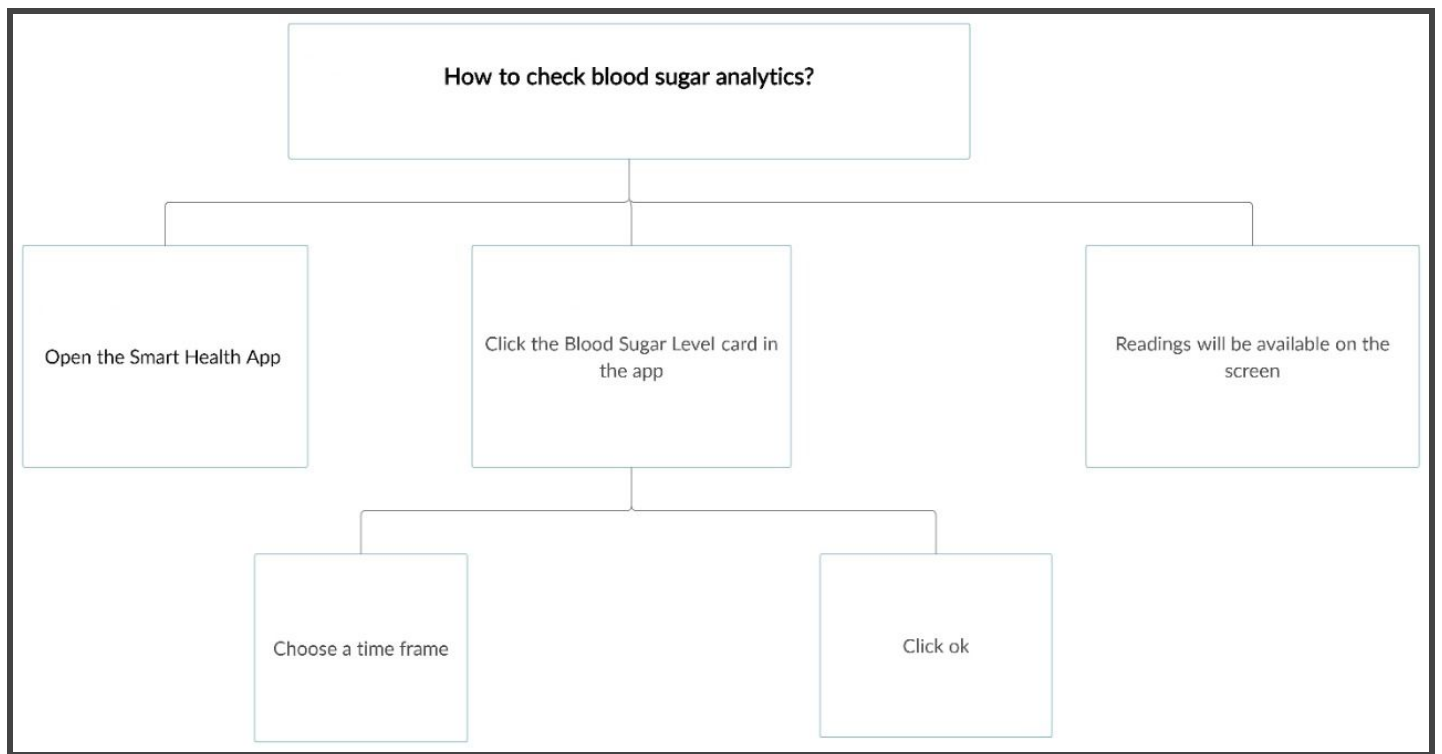 How to check blood sugar analytics?
Open the Smart Health App
Click the Blood Sugar Level card in
the app
Readings will be available on the
screen
Choose a time frame
Click ok